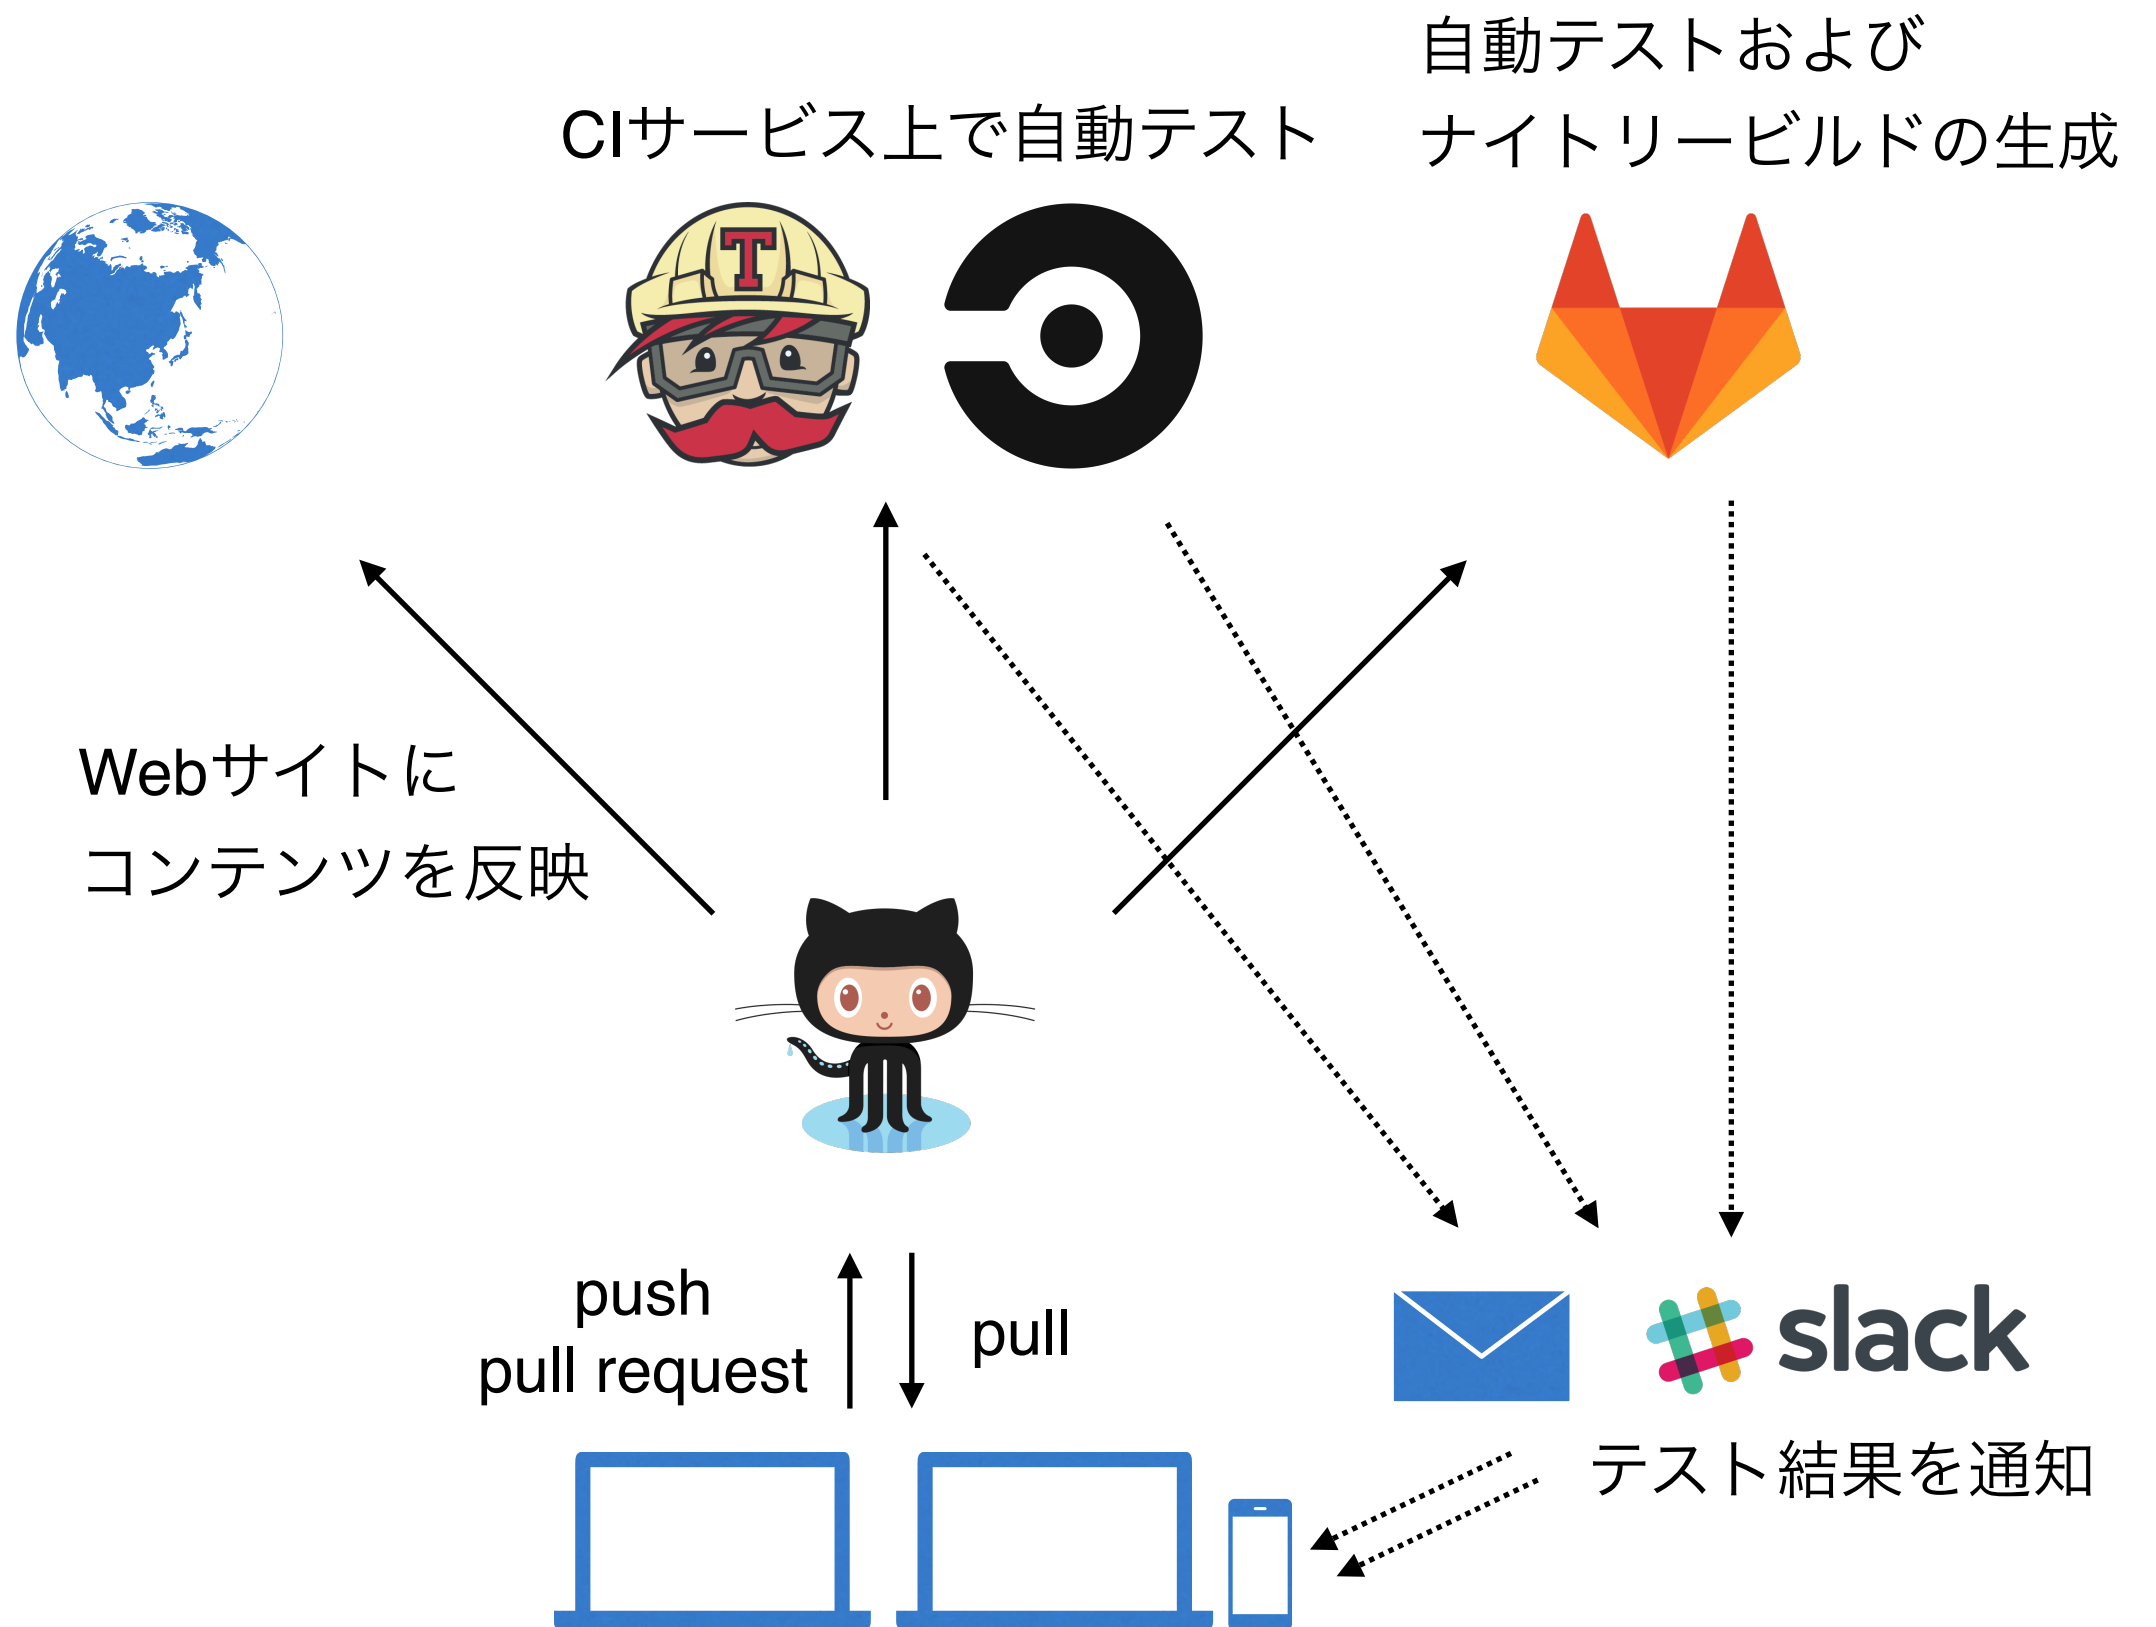 自動テストおよび
ナイトリービルドの生成
CIサービス上で自動テスト
T
Webサイトに
コンテンツを反映
push
pull request
pull
slack
テスト結果を通知